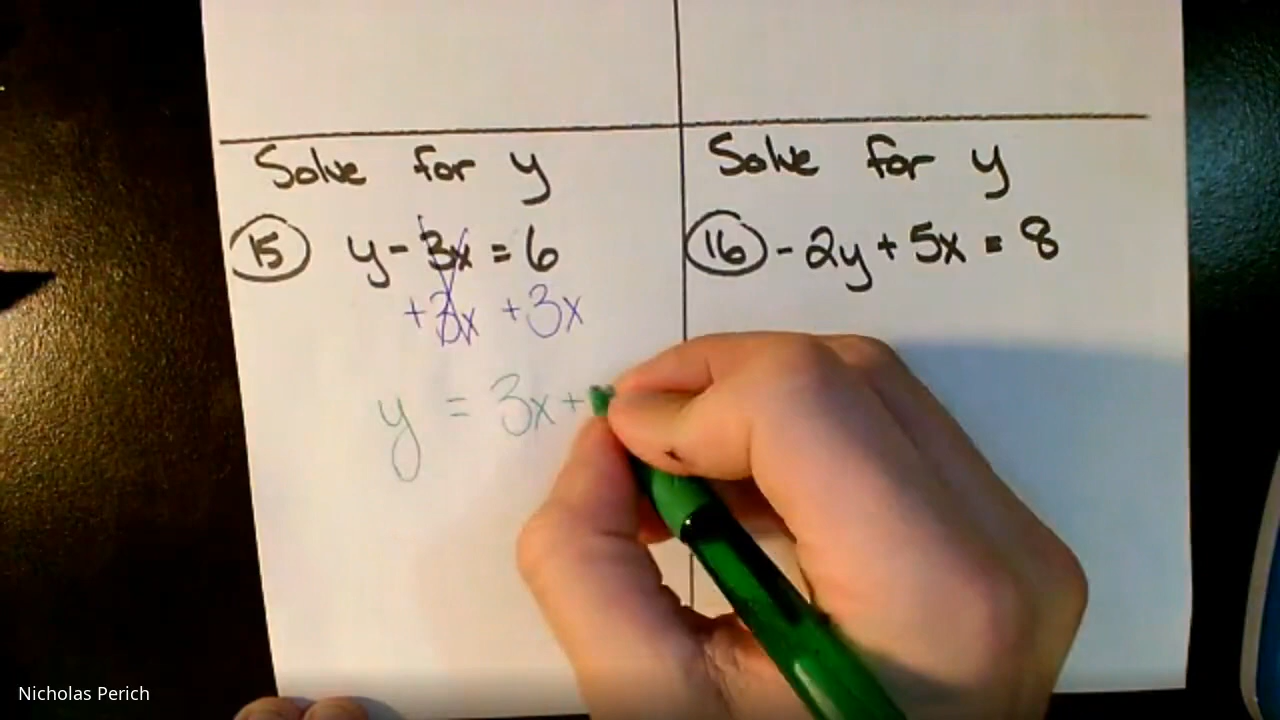 Solve for y
15 y - 3x = 6
+3x +3x
y = 3x +
Solve for y
16 - 2y + 5x = 8
Nicholas Perich